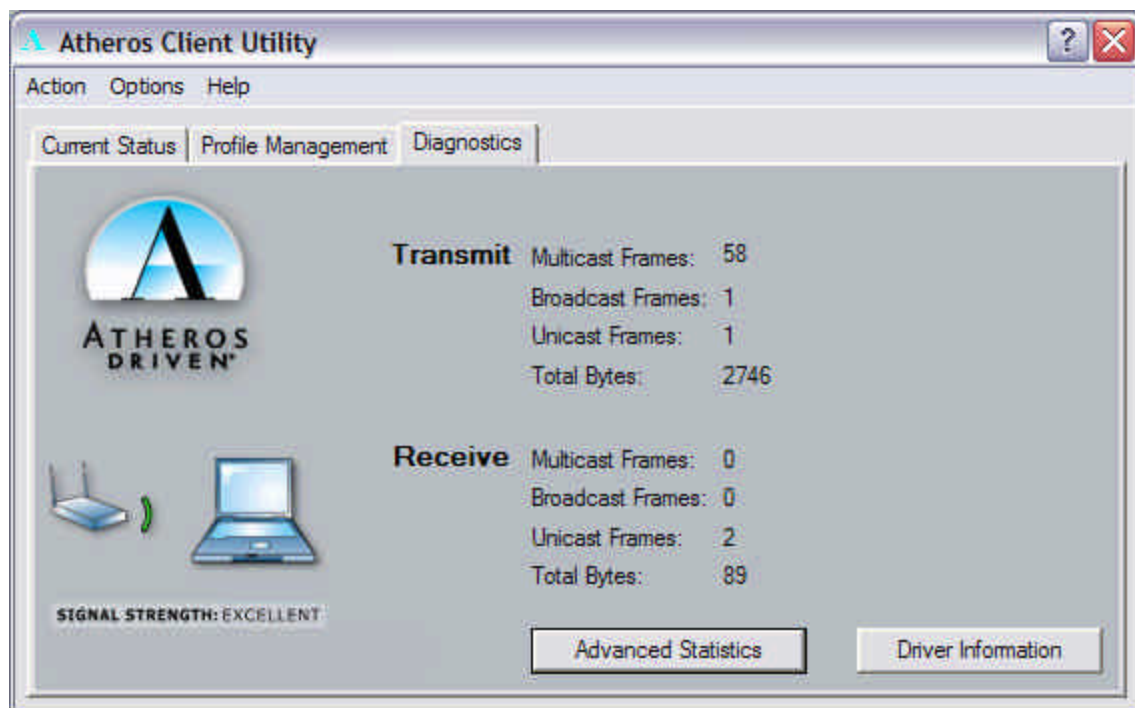 Atheros Client Utility
Action Options Help
Current Status Profile Management Diagnostics
ATHEROS
DRIVEN®
Transmit Multicast Frames: 58
Broadcast Frames: 1
Unicast Frames: 1
Total Bytes: 2746
Receive Multicast Frames: 0
Broadcast Frames: 0
Unicast Frames: 2
Total Bytes: 89
SIGNAL STRENGTH: EXCELLENT
Advanced Statistics Driver Information